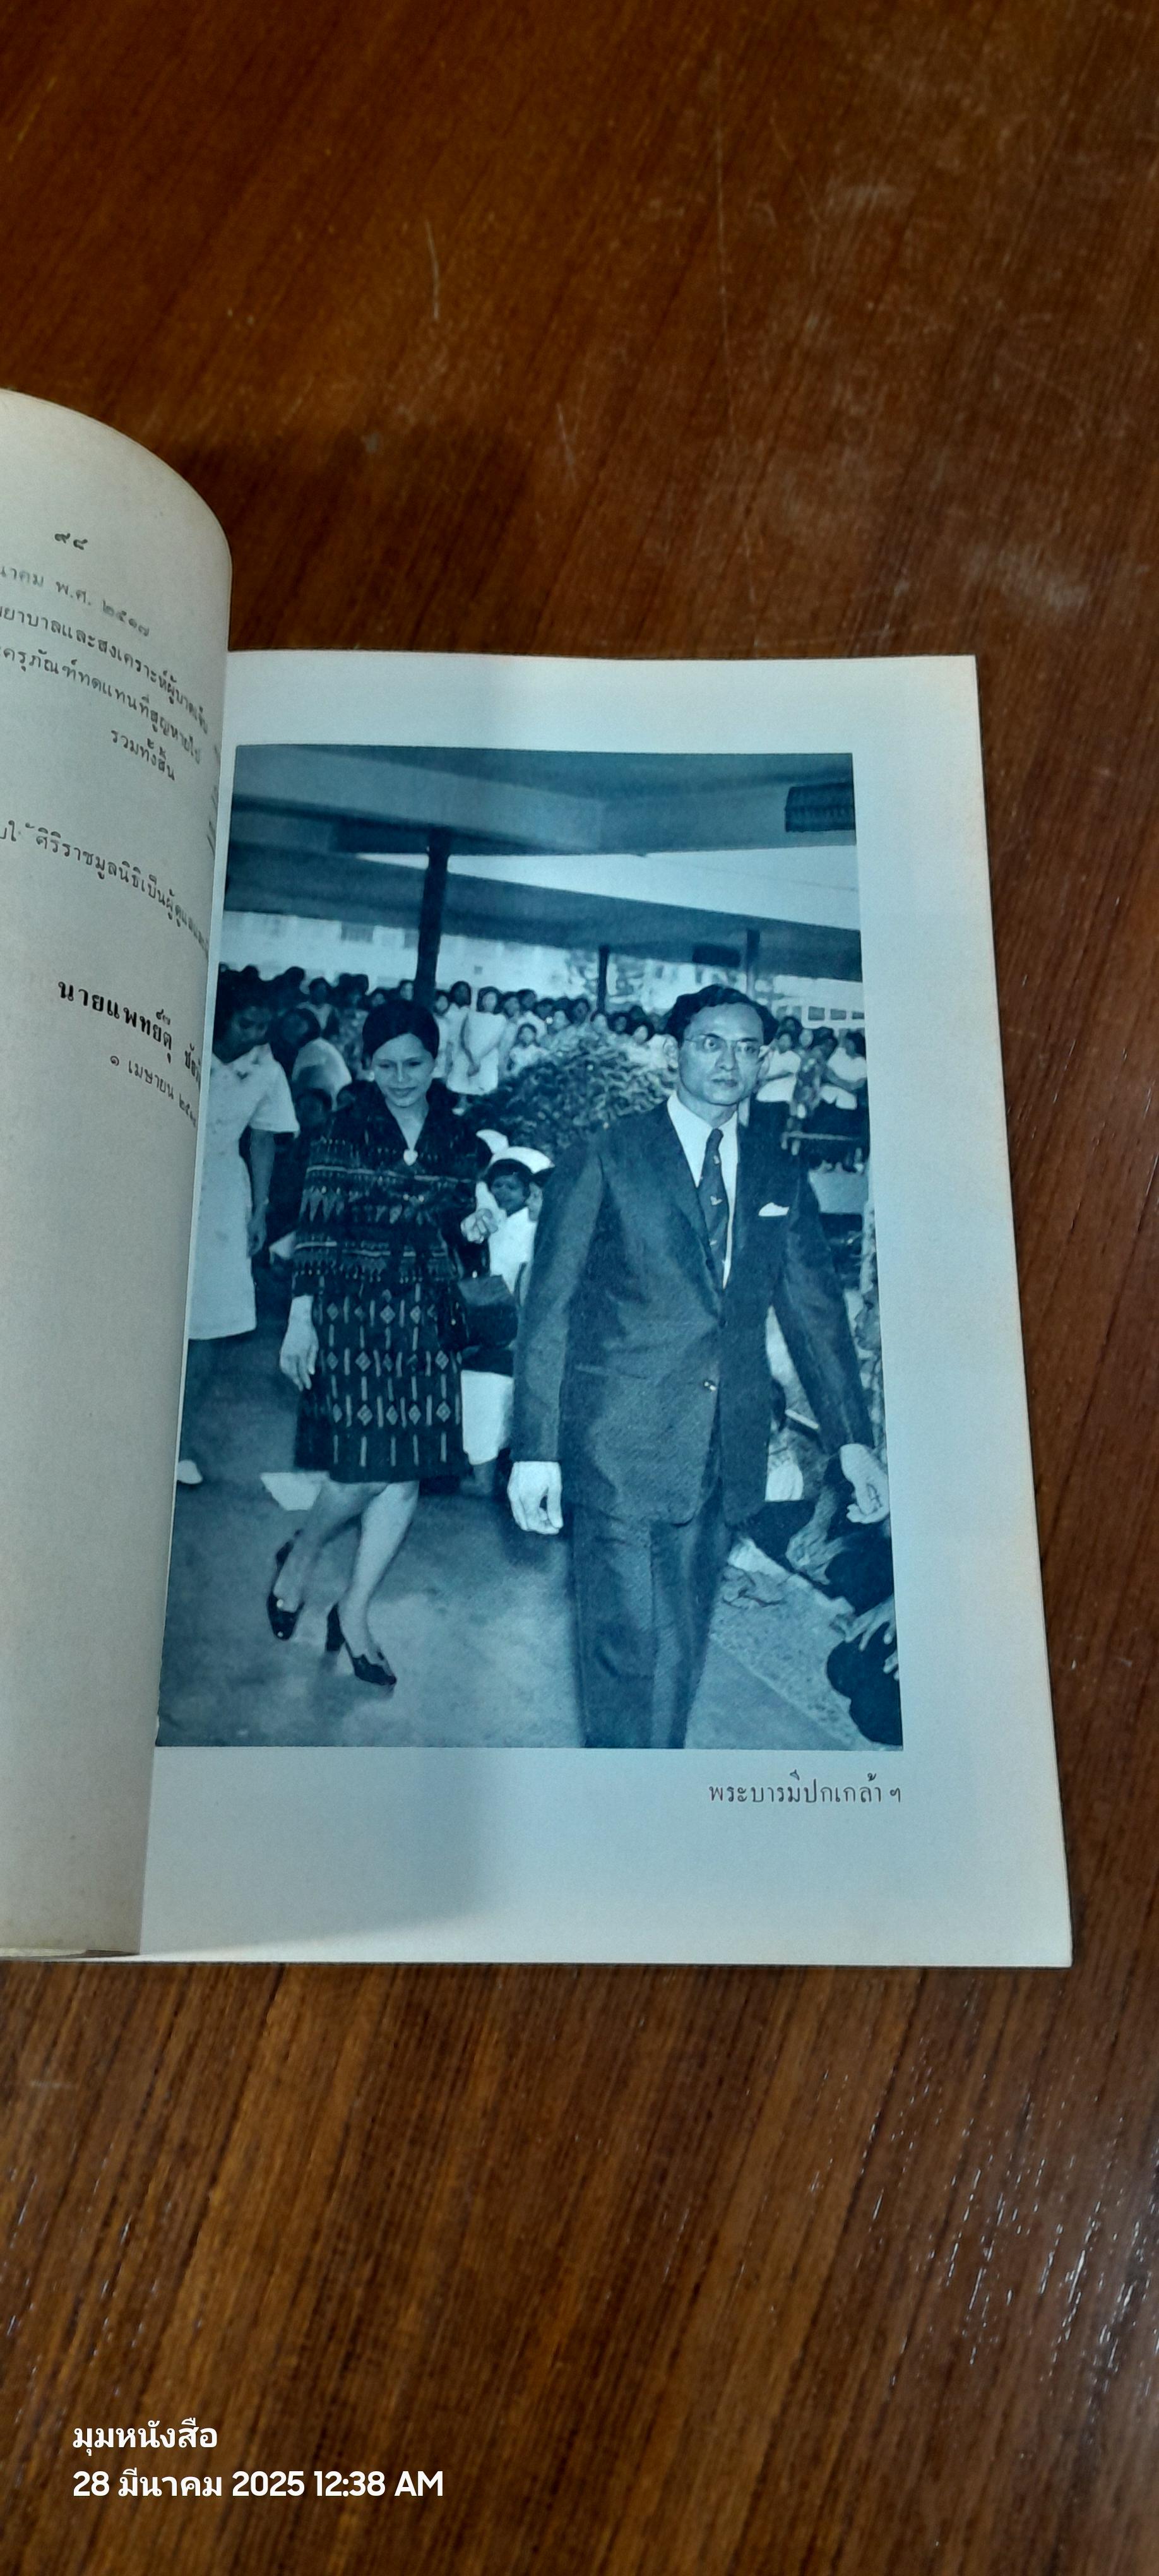 ๙๔
นาคม พ.ศ. ๒๕๑๗
ยาบาลและสงเคราะห์ผู้บาดเจ็บ
ครุภัณฑ์ทดแทนที่สูญหายไป
รวมทั้งสิ้น
ศิริราชมูลนิธิเป็นผู้ดูแล
นายแพทย์ดุ
๑ เมษายน
พระบารมีปกเกล้า ฯ
มุมหนังสือ
28 มีนาคม 2025 12:38 AM